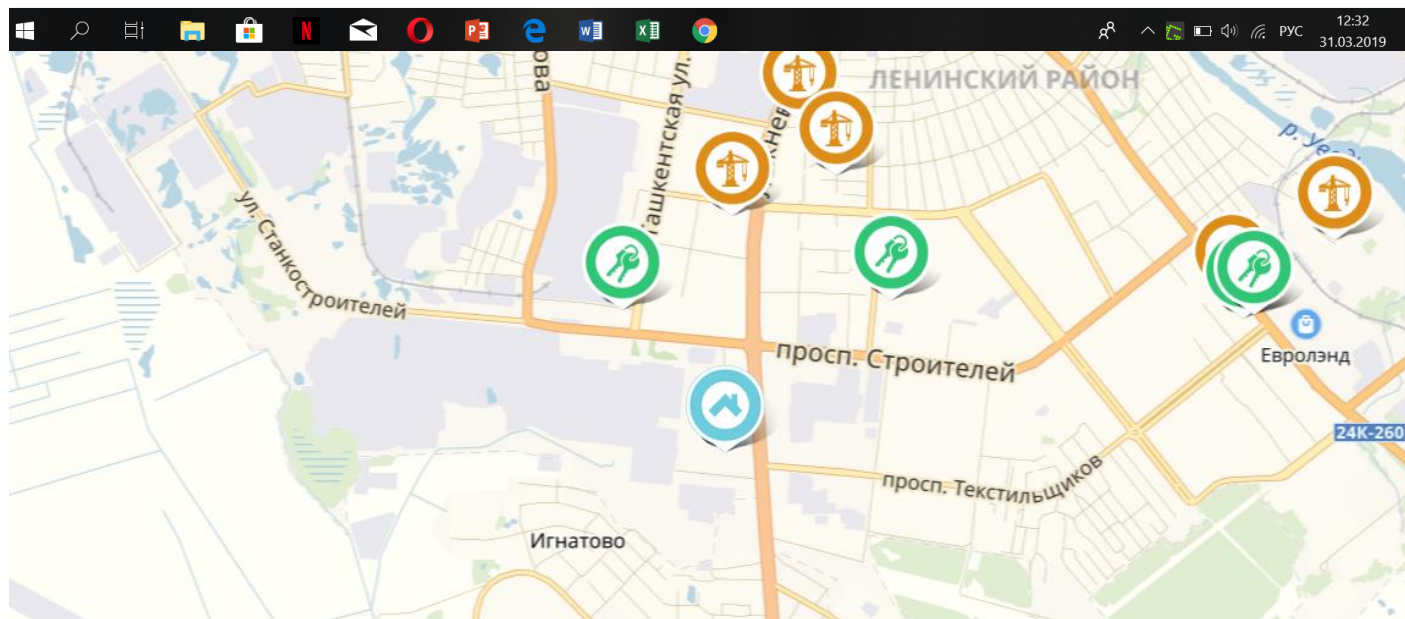 РУС
12:32
31.03.2019
ова
Ташкентская ул.
ЛЕНИНСКИЙ РАЙОН
ул. Станкостроителей
просп. Строителей
Евролэнд
24К-260
просп. Текстильщиков
Игнатово